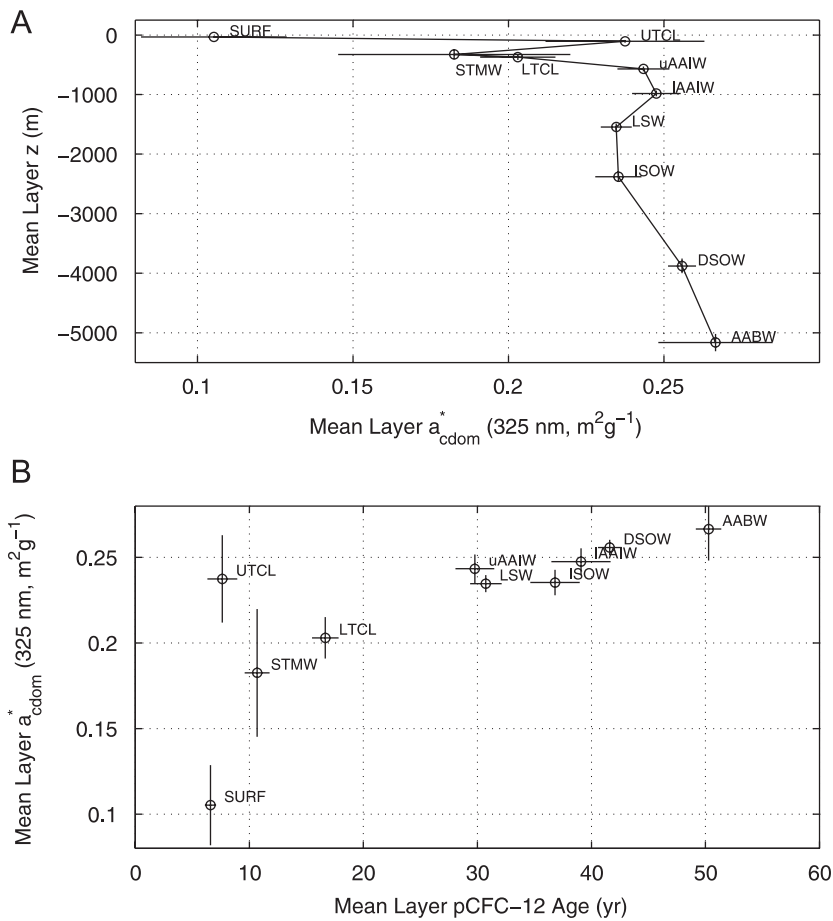 A
SURF
UTCL
STMW
LTCL
uAAIW
lAAIW
LSW
ISOW
DSOW
AABW
0
−1000
−2000
−3000
−4000
−5000
Mean Layer z (m)
0.1
0.15
0.2
0.25
Mean Layer a*cdom (325 nm, m²g⁻¹)
B
AABW
DSOW
lAAIW
uAAIW
LSW
ISOW
UTCL
LTCL
STMW
SURF
0.25
0.2
0.15
0.1
Mean Layer a*cdom (325 nm, m²g⁻¹)
0
10
20
30
40
50
60
Mean Layer pCFC−12 Age (yr)